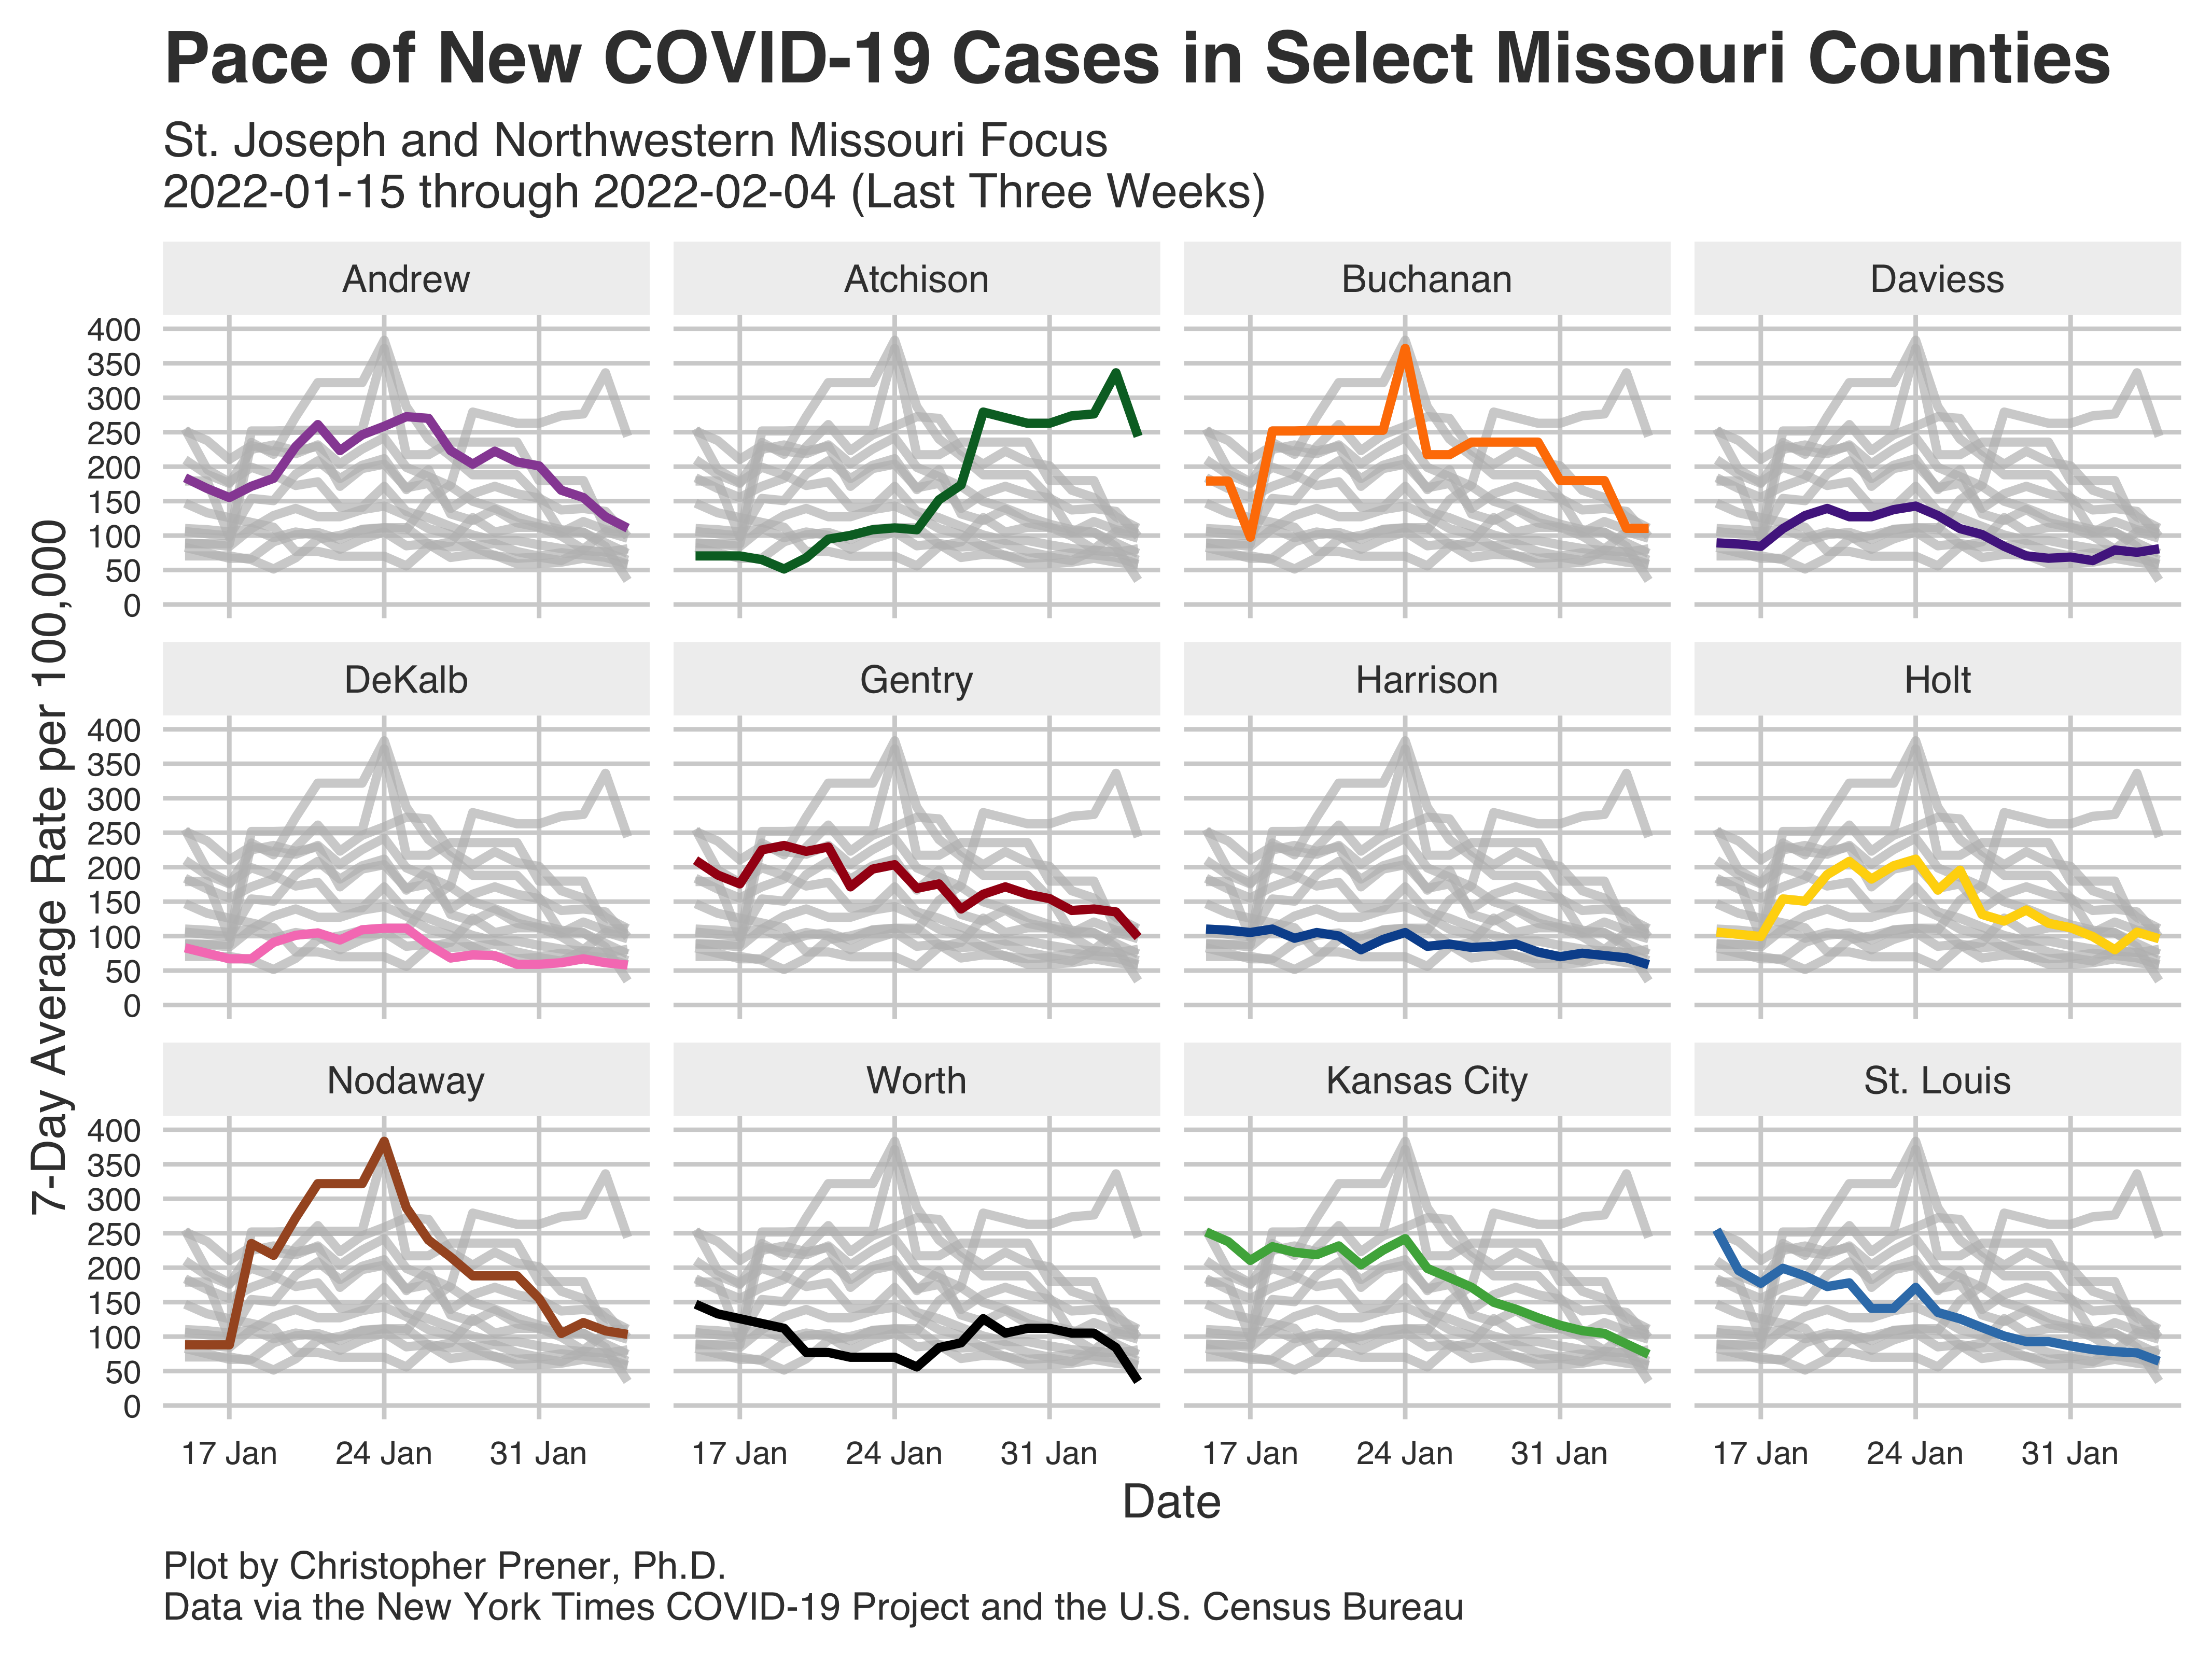 Pace of New COVID-19 Cases in Select Missouri Counties
St. Joseph and Northwestern Missouri Focus
2022-01-15 through 2022-02-04 (Last Three Weeks)
7-Day Average Rate per 100,000
Andrew Atchison Buchanan Daviess
400
350
300
250
200
150
100
50
0
DeKalb Gentry Harrison Holt
400
350
300
250
200
150
100
50
0
Nodaway Worth Kansas City St. Louis
400
350
300
250
200
150
100
50
0
17 Jan 24 Jan 31 Jan 17 Jan 24 Jan 31 Jan 17 Jan 24 Jan 31 Jan 17 Jan 24 Jan 31 Jan
Date
Plot by Christopher Prener, Ph.D.
Data via the New York Times COVID-19 Project and the U.S. Census Bureau